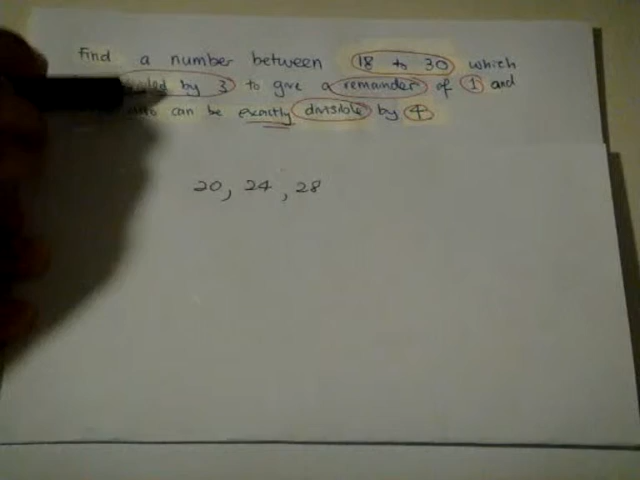 Find a number between 18 to 30 which
by 3 to give a remainder of 1 and
can be exactly divisible by 4
20, 24, 28